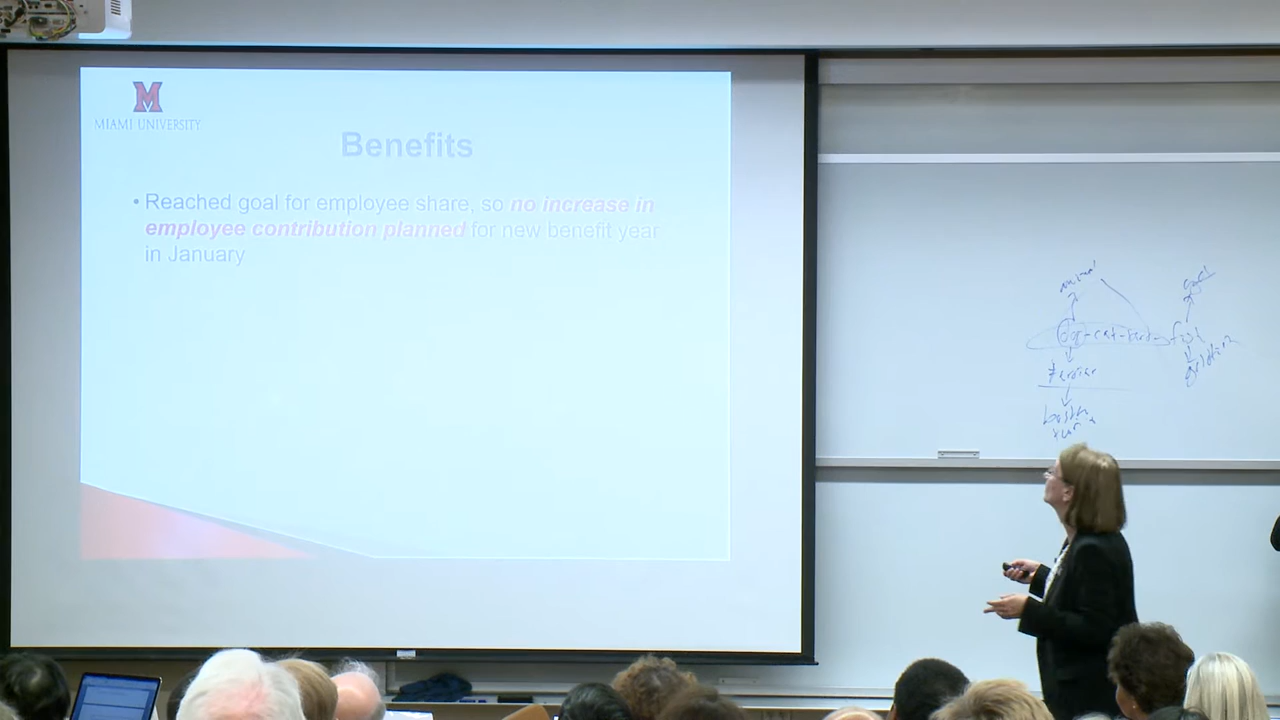 M
MIAMI UNIVERSITY
Benefits
• Reached goal for employee share, so no increase in
employee contribution planned for new benefit year
in January
animal